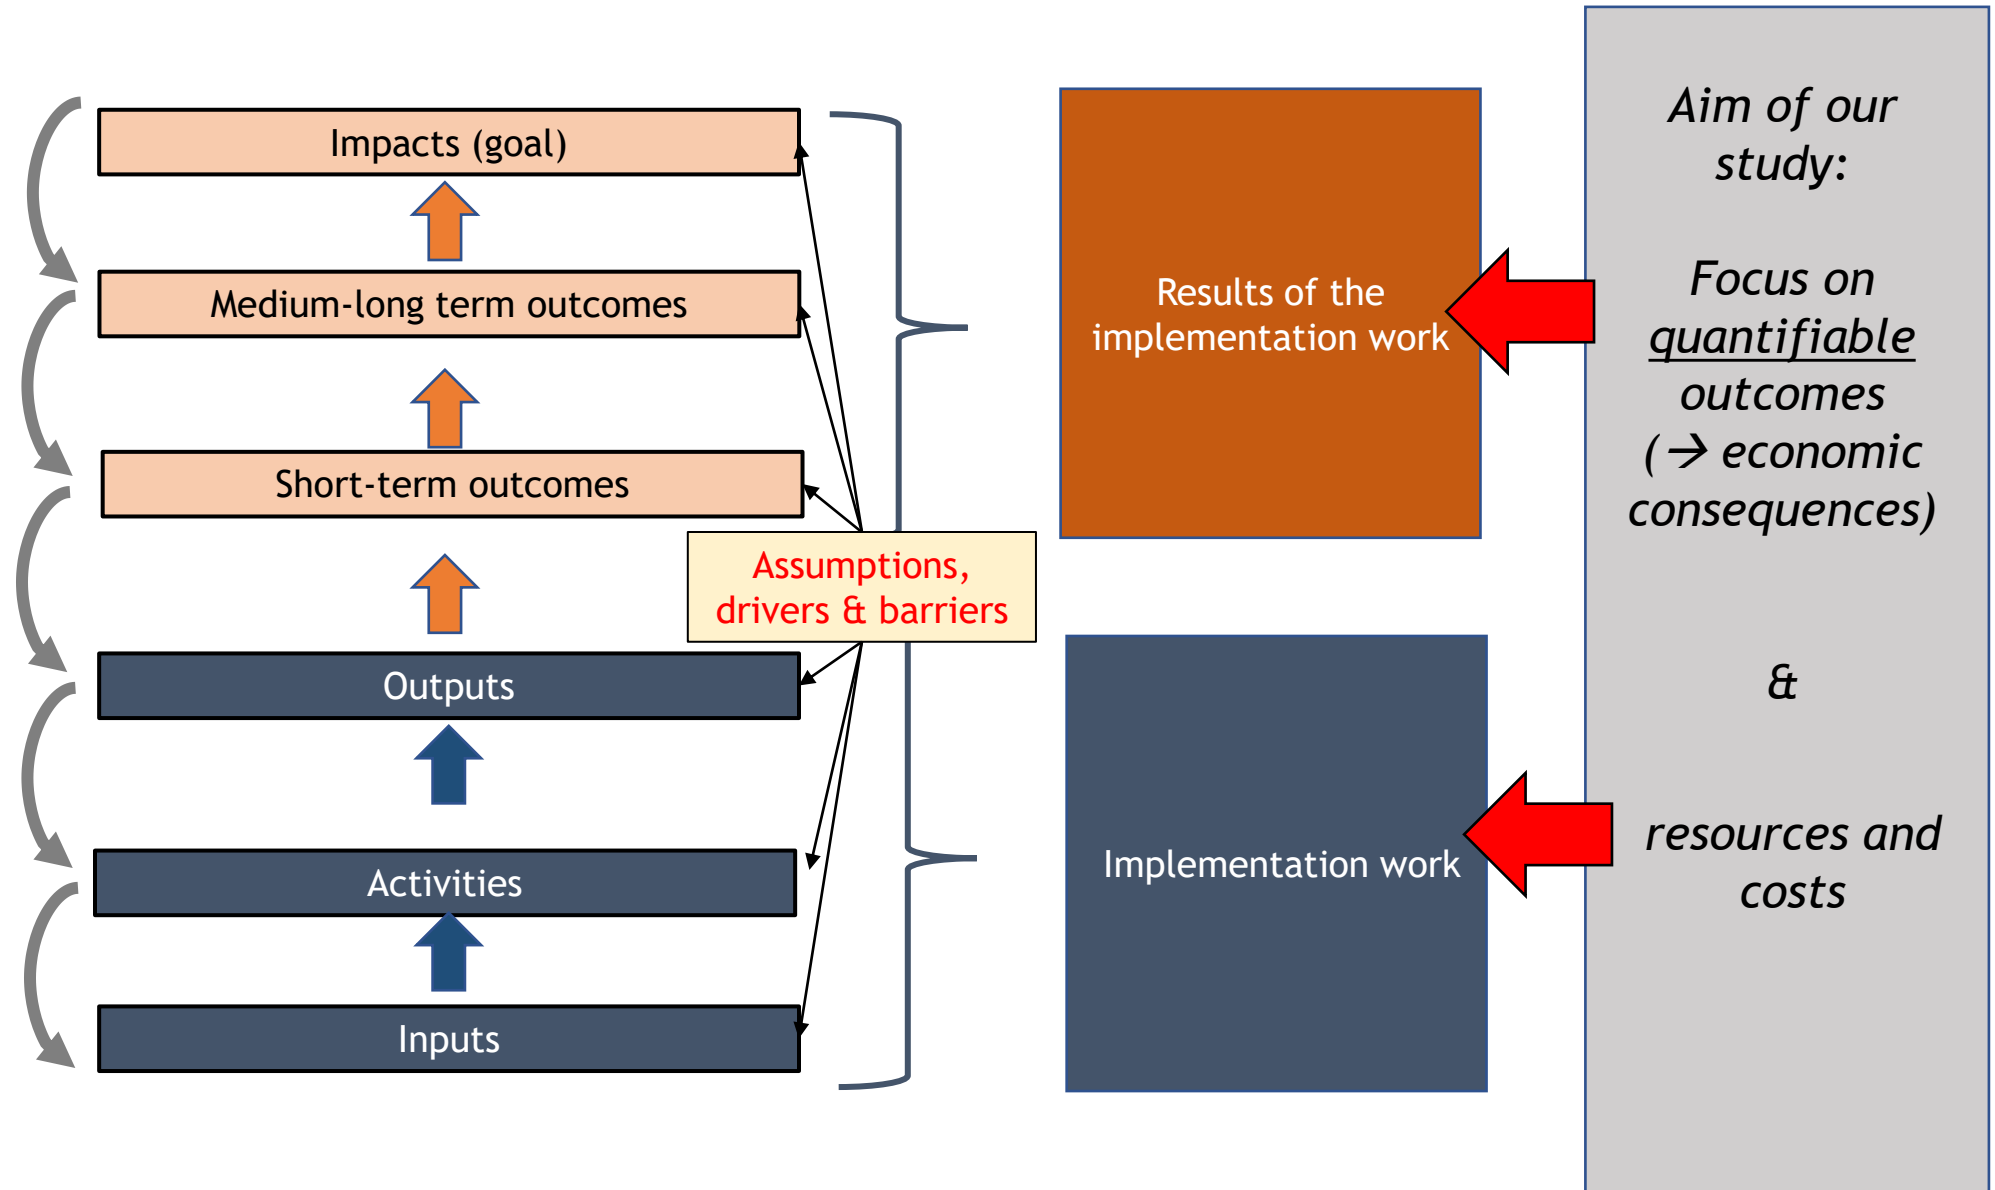 Impacts (goal)
Medium-long term outcomes
Short-term outcomes
Assumptions,
drivers & barriers
Outputs
Activities
Inputs
Results of the
implementation work
Implementation work
Aim of our
study:
Focus on
quantifiable
outcomes
(→ economic
consequences)
&
resources and
costs